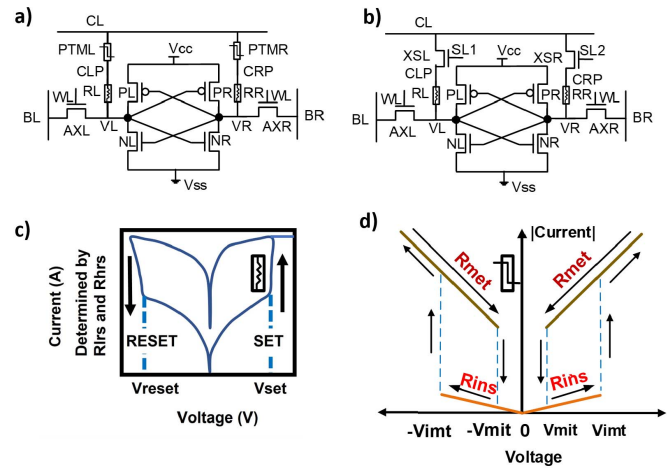 a)
CL
PTML
Vcc
PTMR
CLP
CRP
WL
RL
PL
PR
RR
WL
BL
BR
AXL
VL
VR
AXR
NL
NR
Vss
b)
CL
XSL
SL1
Vcc
XSR
SL2
CLP
CRP
WL
RL
PL
PR
RR
WL
BL
BR
AXL
VL
VR
AXR
NL
NR
Vss
c)
Current (A)
Determined by
Rlrs and Rhrs
RESET
SET
Vreset
Vset
Voltage (V)
d)
|Current|
Rmet
Rmet
Rins
Rins
-Vimt
-Vmit
0
Vmit
Vimt
Voltage